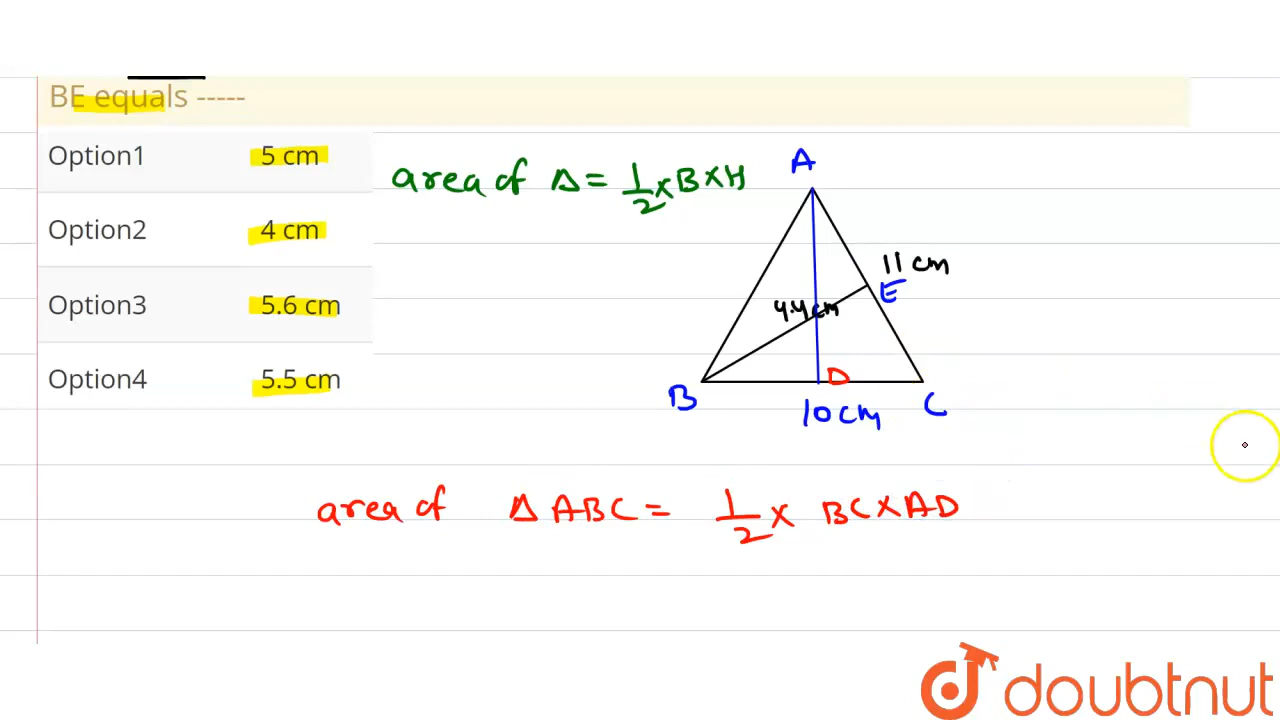 BE equals -----
Option1 5 cm
Option2 4 cm
Option3 5.6 cm
Option4 5.5 cm
area of Δ = 1/2 x B x H
A
11 cm
E
4.4 cm
D
B
10 cm
C
area of Δ ABC = 1/2 x BC x AD
doubtnut